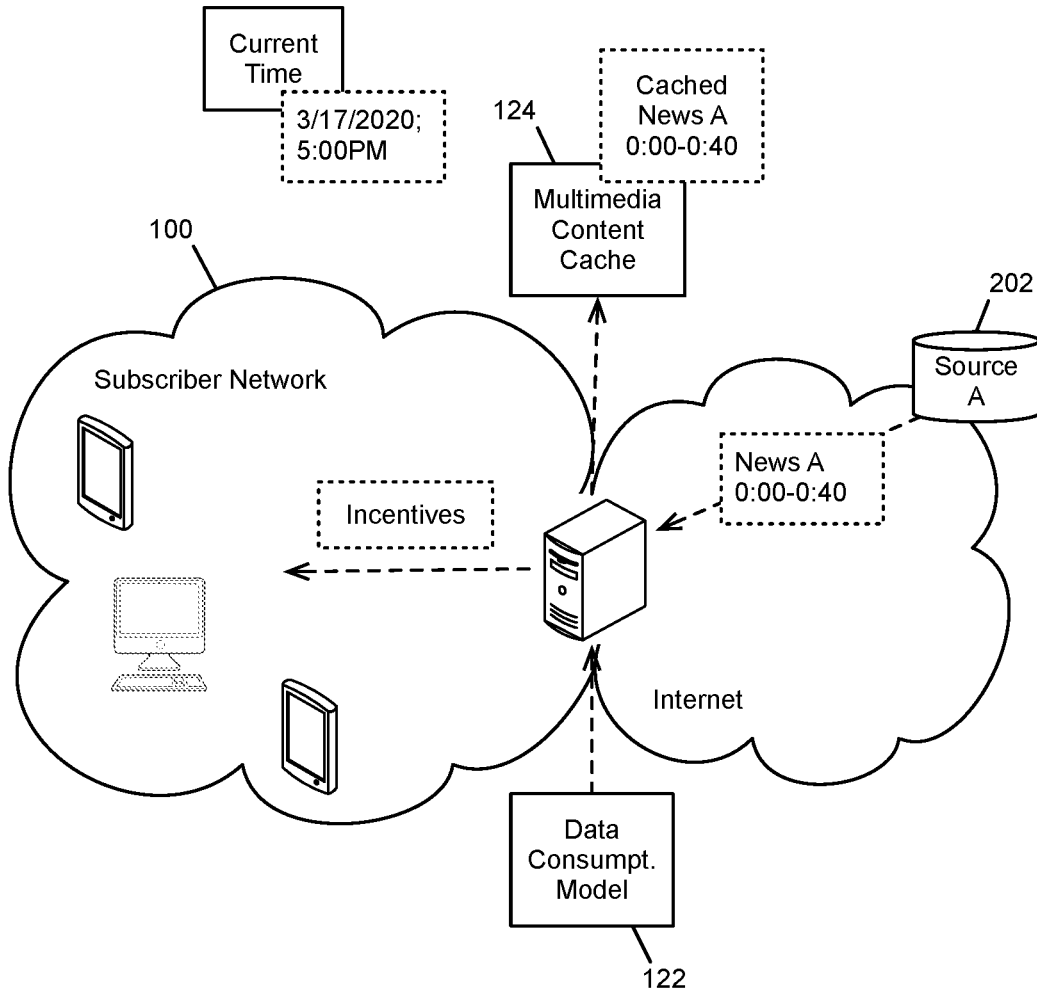 Current
Time
3/17/2020;
5:00PM
Cached
News A
0:00-0:40
124
Multimedia
Content
Cache
100
202
Source
A
Subscriber Network
News A
0:00-0:40
Incentives
Internet
Data
Consumpt.
Model
122